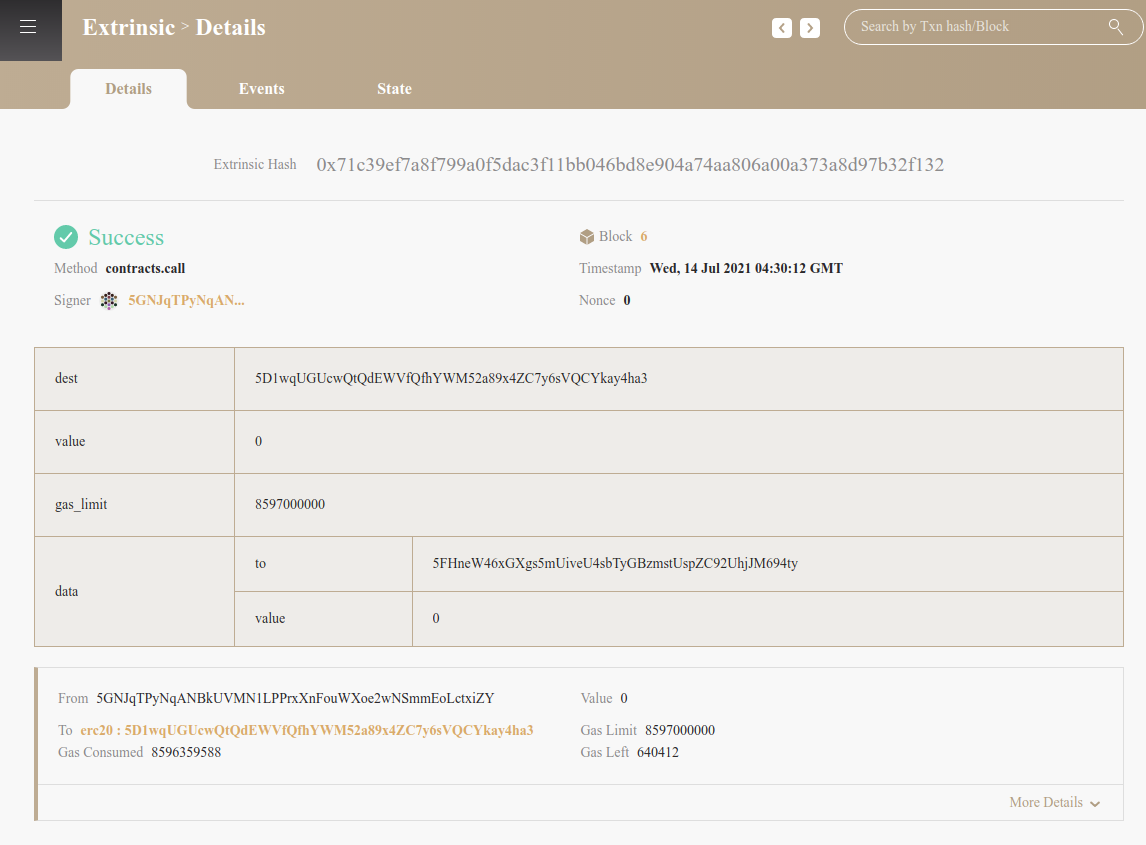 Extrinsic > Details
Search by Txn hash/Block
Details Events State
Extrinsic Hash 0x71c39ef7a8f799a0f5dac3f11bb046bd8e904a74aa806a00a373a8d97b32f132
Success
Block 6
Method contracts.call
Timestamp Wed, 14 Jul 2021 04:30:12 GMT
Signer 5GNJqTPyNqAN...
Nonce 0
dest 5D1wqUGUcwQtQdEWVfQfhYWM52a89x4ZC7y6sVQCYkay4ha3
value 0
gas_limit 8597000000
data
to 5FHneW46xGXgs5mUiveU4sbTyGBzmstUspZC92UhjJM694ty
value 0
From 5GNJqTPyNqANBkUVMN1LPPrxXnFouWXoe2wNSmmEoLctxiZY
Value 0
To erc20 : 5D1wqUGUcwQtQdEWVfQfhYWM52a89x4ZC7y6sVQCYkay4ha3
Gas Limit 8597000000
Gas Consumed 8596359588
Gas Left 640412
More Details